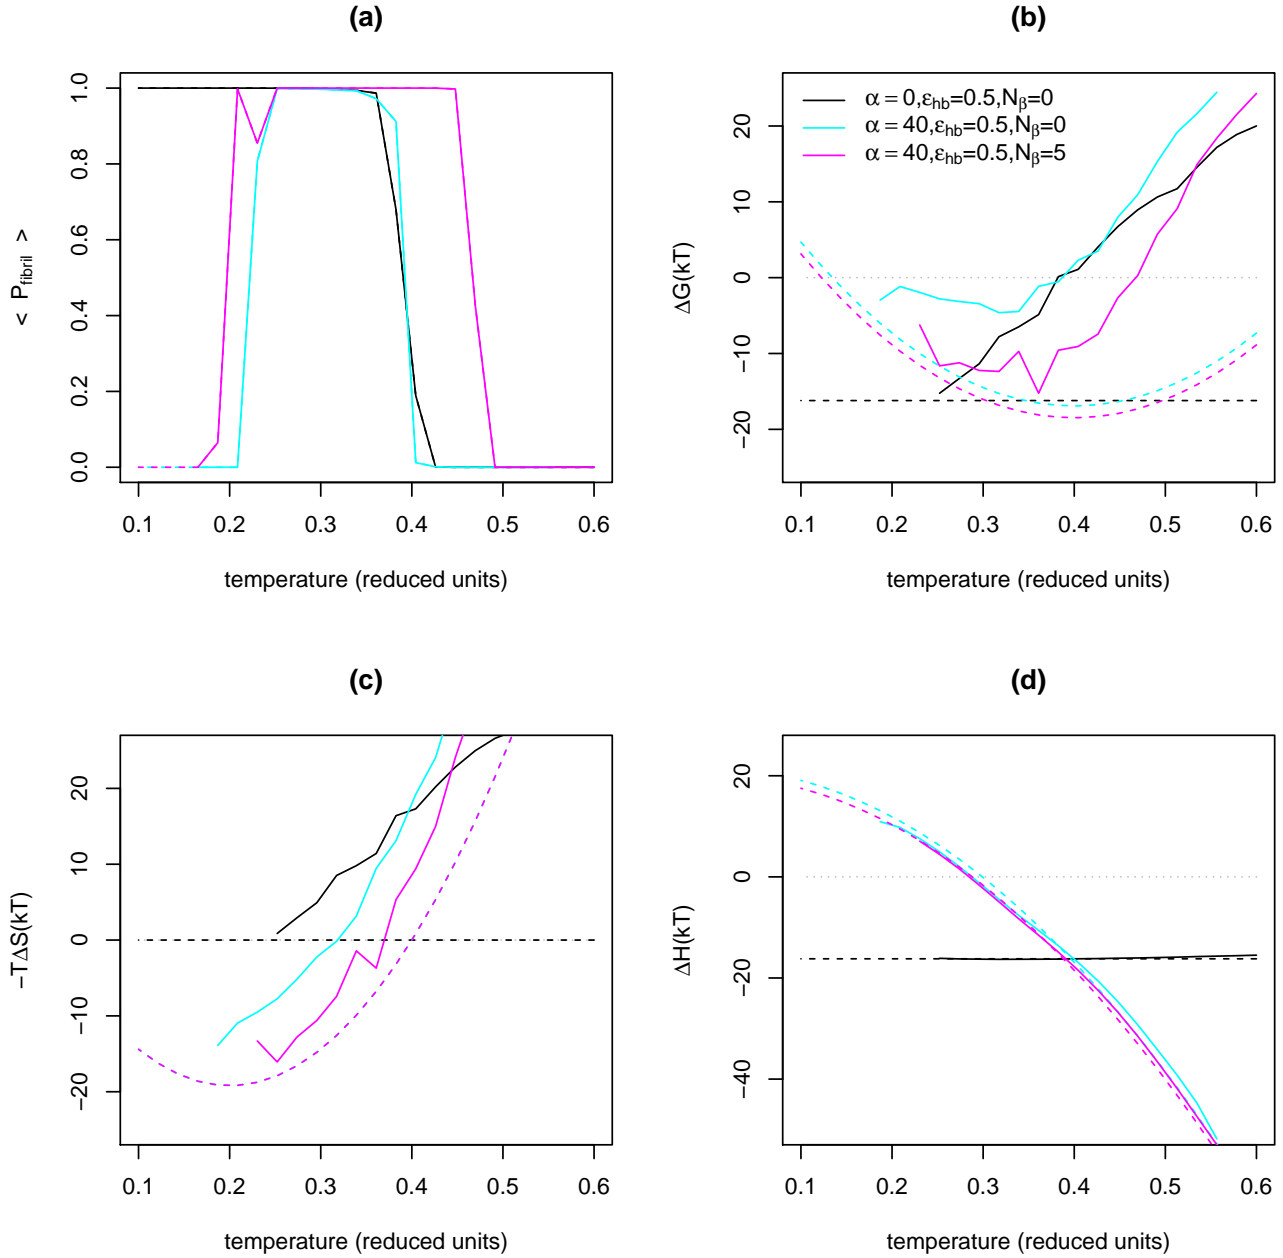 (a)
1.0
0.8
0.6
0.4
0.2
0.0
< P_fibril >
0.1 0.2 0.3 0.4 0.5 0.6
temperature (reduced units)
(b)
α = 0,ε_hb=0.5,N_β=0
α = 40,ε_hb=0.5,N_β=0
α = 40,ε_hb=0.5,N_β=5
20
10
0
−10
−20
ΔG(kT)
0.1 0.2 0.3 0.4 0.5 0.6
temperature (reduced units)
(c)
20
10
0
−10
−20
−TΔS(kT)
0.1 0.2 0.3 0.4 0.5 0.6
temperature (reduced units)
(d)
20
0
−20
−40
ΔH(kT)
0.1 0.2 0.3 0.4 0.5 0.6
temperature (reduced units)